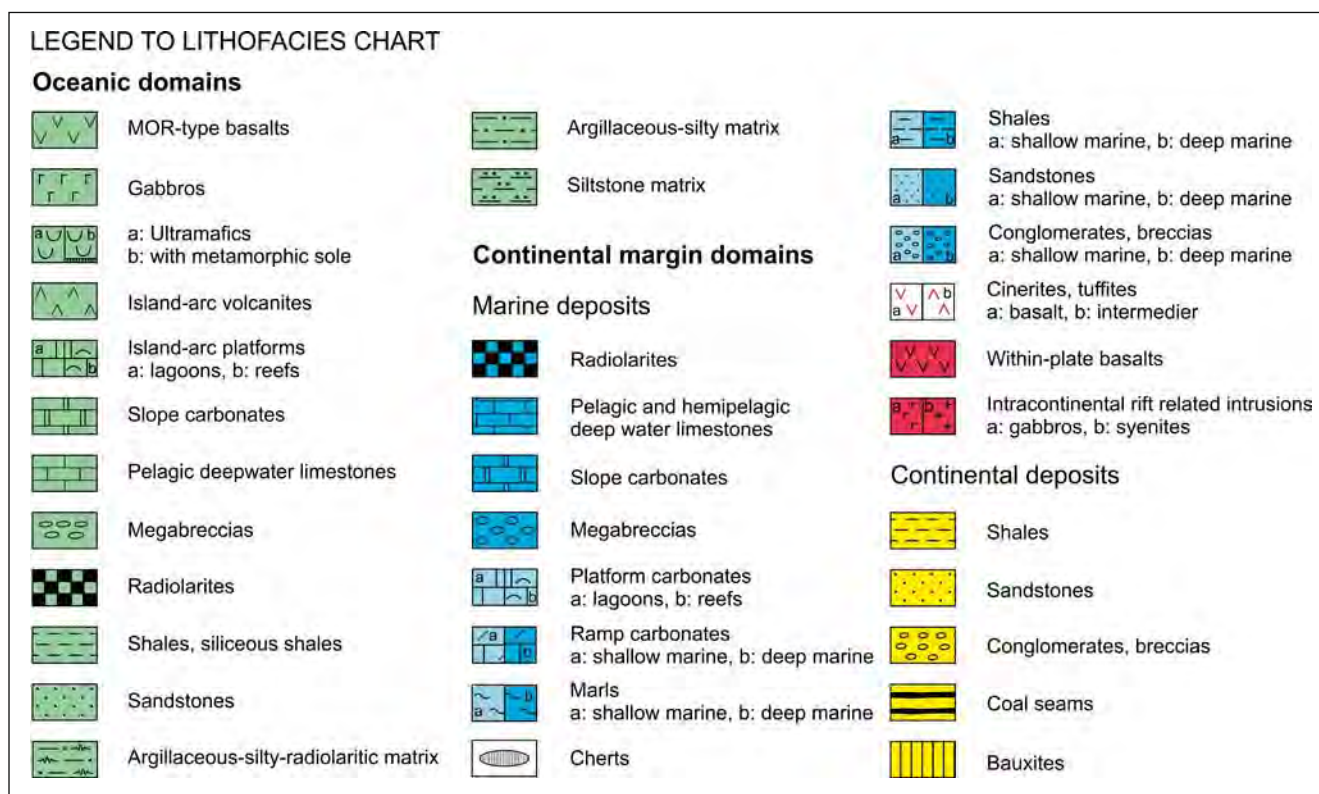 LEGEND TO LITHOFACIES CHART
Oceanic domains
MOR-type basalts
Gabbros
a b
a: Ultramafics
b: with metamorphic sole
Island-arc volcanites
a b
Island-arc platforms
a: lagoons, b: reefs
Slope carbonates
Pelagic deepwater limestones
Megabreccias
Radiolarites
Shales, siliceous shales
Sandstones
Argillaceous-silty-radiolaritic matrix
Argillaceous-silty matrix
Siltstone matrix
Continental margin domains
Marine deposits
Radiolarites
Pelagic and hemipelagic
deep water limestones
Slope carbonates
Megabreccias
a b
Platform carbonates
a: lagoons, b: reefs
a b
Ramp carbonates
a: shallow marine, b: deep marine
a b
Marls
a: shallow marine, b: deep marine
Cherts
a b
Shales
a: shallow marine, b: deep marine
a b
Sandstones
a: shallow marine, b: deep marine
a b
Conglomerates, breccias
a: shallow marine, b: deep marine
a b
Cinerites, tuffites
a: basalt, b: intermedier
Within-plate basalts
a b
Intracontinental rift related intrusions
a: gabbros, b: syenites
Continental deposits
Shales
Sandstones
Conglomerates, breccias
Coal seams
Bauxites